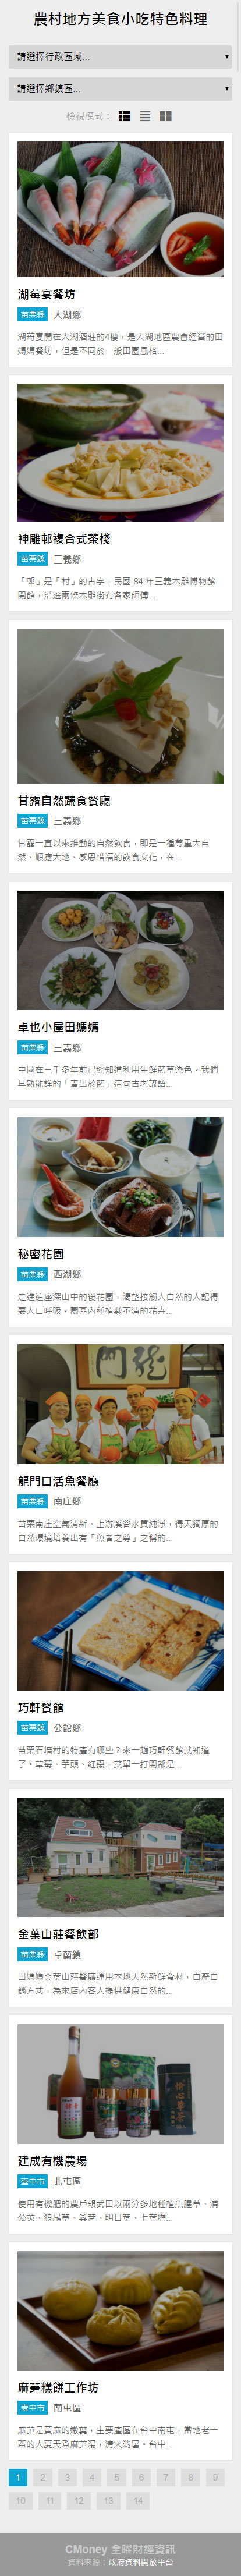 農村地方美食小吃特色料理
請選擇行政區域...
請選擇鄉鎮區...
檢視模式：
湖莓宴餐坊
苗栗縣 大湖鄉
湖莓宴開在大湖酒莊的4樓，是大湖地區農會經營的田
媽媽餐坊，但是不同於一般田園風格...
神雕邨複合式茶棧
苗栗縣 三義鄉
「邨」是「村」的古字，民國 84 年三義木雕博物館
開館，沿途兩條木雕街有各家師傅...
甘露自然蔬食餐廳
苗栗縣 三義鄉
甘露一直以來推動的自然飲食，即是一種尊重大自
然、順應大地、感恩惜福的飲食文化，在...
卓也小屋田媽媽
苗栗縣 三義鄉
中國在三千多年前已經知道利用生鮮藍草染色。我們
耳熟能詳的「青出於藍」這句古老諺語...
秘密花園
苗栗縣 西湖鄉
走進這座深山中的後花園，渴望接觸大自然的人記得
要大口呼吸。園區內種植數不清的花卉...
龍門口活魚餐廳
苗栗縣 南庄鄉
苗栗南庄空氣清新、上游溪谷水質純淨，得天獨厚的
自然環境培養出有「魚者之尊」之稱的...
巧軒餐館
苗栗縣 公館鄉
苗栗石墻村的特產有哪些？來一趟巧軒餐館就知道
了。草莓、芋頭、紅棗，菜單一打開都是...
金葉山莊餐飲部
苗栗縣 卓蘭鎮
田媽媽金葉山莊餐廳運用本地天然新鮮食材，自產自
銷方式，為來店內客人提供健康自然的...
建成有機農場
臺中市 北屯區
使用有機肥的農戶賴武田以兩分多地種植魚腥草、浦
公英、狼尾草、桑葚、明日葉、七葉膽...
麻芛糕餅工作坊
臺中市 南屯區
麻芛是黃麻的嫩葉，主要產區在台中南屯，當地老一
輩的人夏天煮麻芛湯，清火消暑。台中...
1 2 3 4 5 6 7 8 9
10 11 12 13 14
CMoney 全曜財經資訊
資料來源：政府資料開放平台